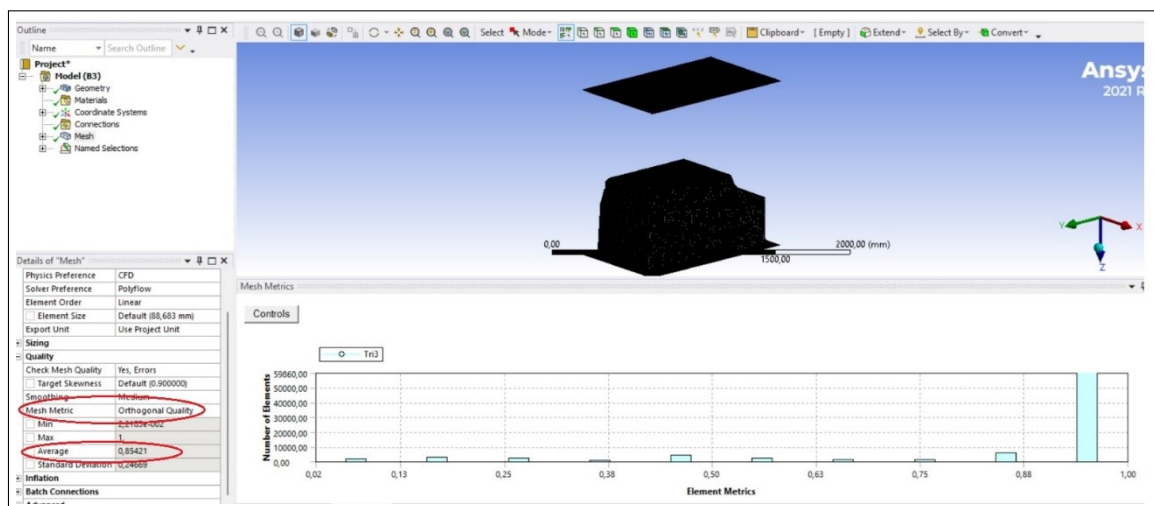 Outline
Name Search Outline
Project*
Model (B3)
Geometry
Materials
Coordinate Systems
Connections
Mesh
Named Selections
Select Mode Clipboard [Empty] Extend Select By Convert
Ansys
2021 R
0,00 2000,00 (mm)
1500,00
Y X
Z
Details of "Mesh"
Physics Preference CFD
Solver Preference Polyflow
Element Order Linear
Element Size Default (88,683 mm)
Export Unit Use Project Unit
Sizing
Quality
Check Mesh Quality Yes, Errors
Target Skewness Default (0.900000)
Smoothing Medium
Mesh Metric Orthogonal Quality
Min 2,2185e-002
Max 1,
Average 0,85421
Standard Deviation 0,24669
Inflation
Batch Connections
Advanced
Mesh Metrics
Controls
Tri3
Number of Elements
59860,00
50000,00
40000,00
30000,00
20000,00
10000,00
0,00
0,02 0,13 0,25 0,38 0,50 0,63 0,75 0,88 1,00
Element Metrics